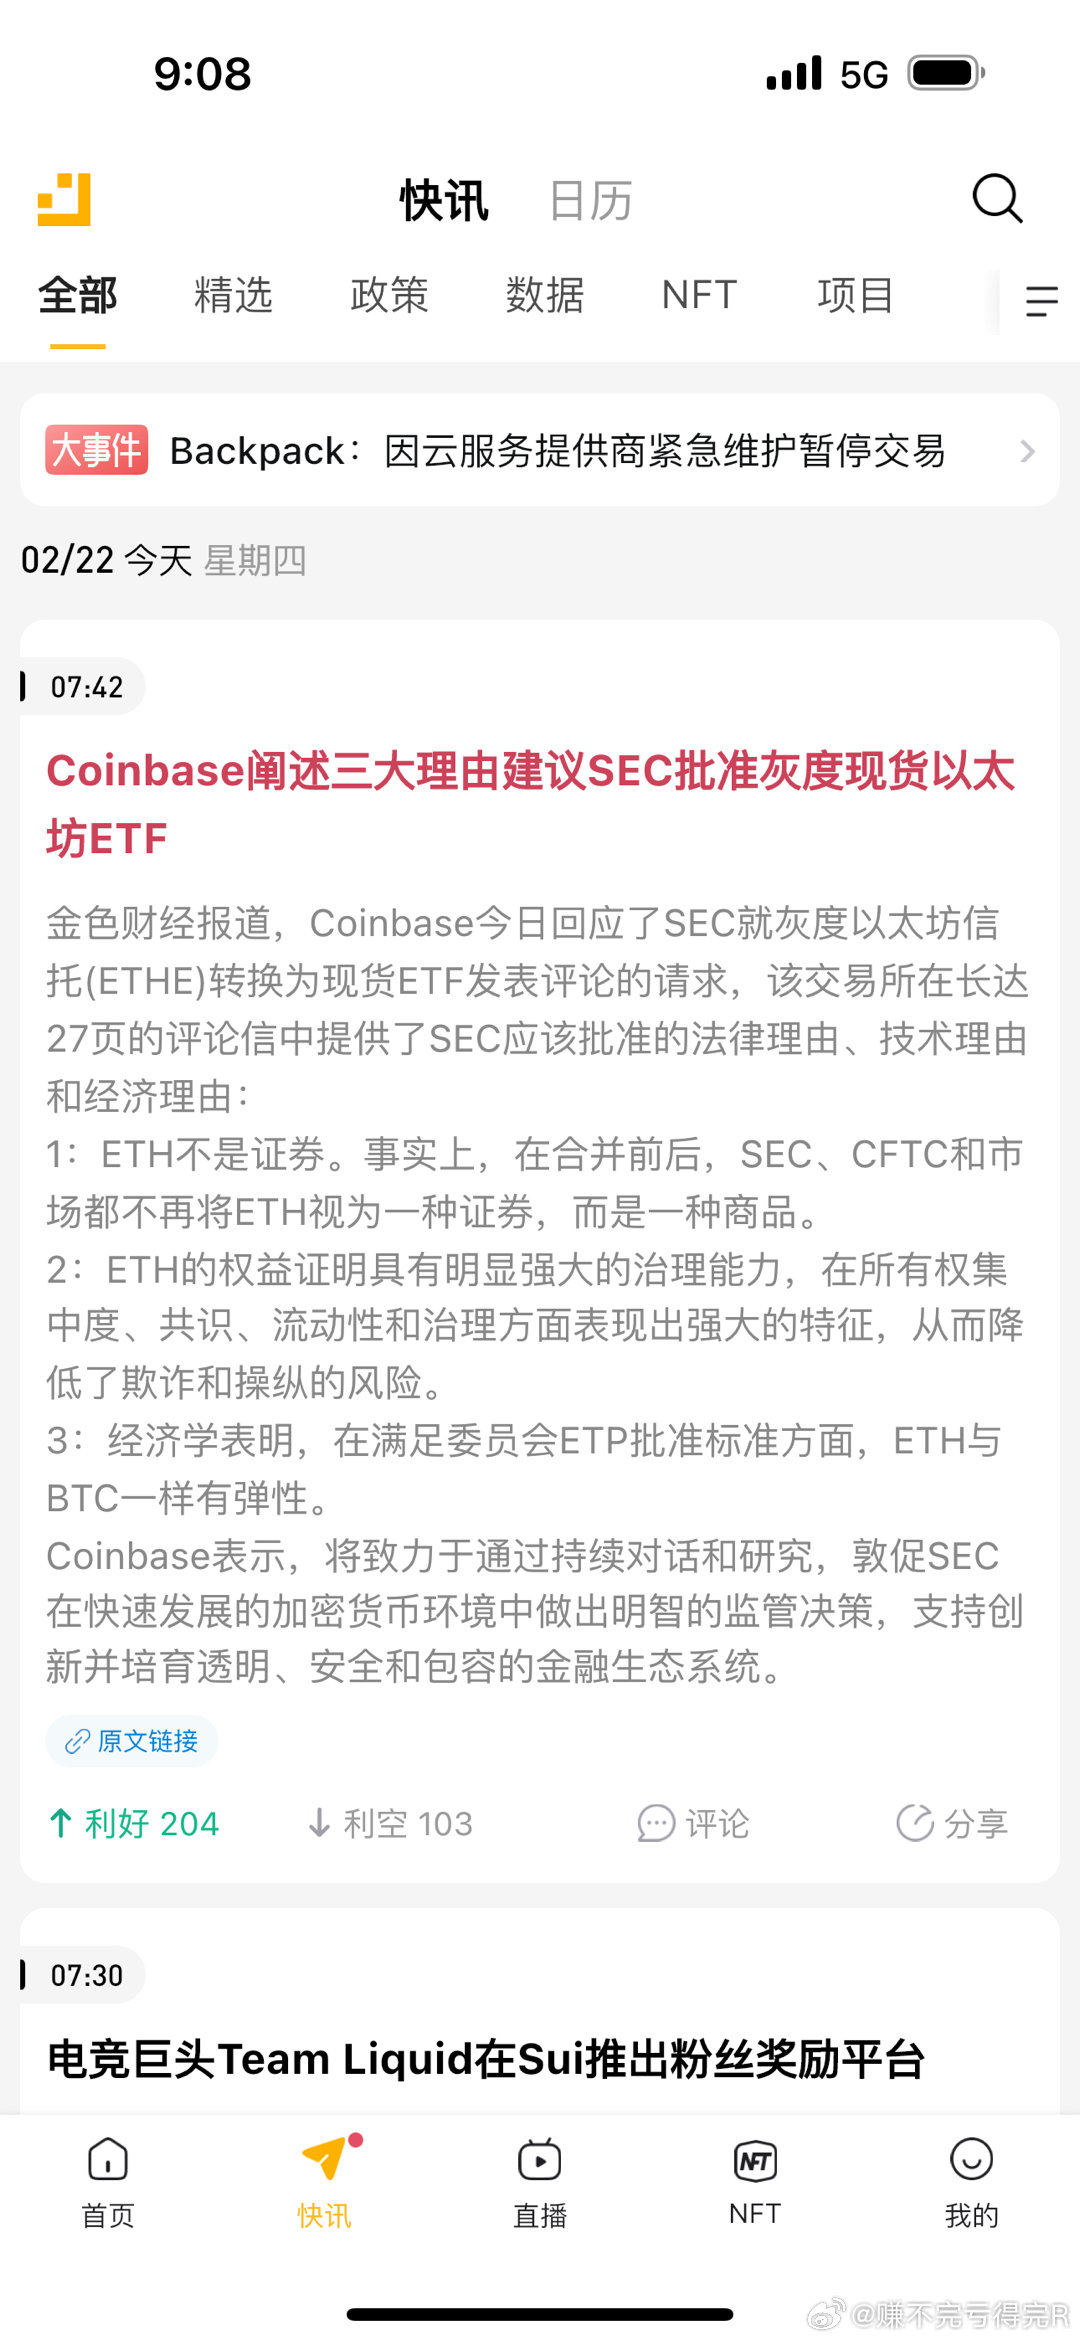 9:08 5G
快讯 日历
全部 精选 政策 数据 NFT 项目
大事件 Backpack：因云服务提供商紧急维护暂停交易
02/22 今天 星期四
07:42
Coinbase阐述三大理由建议SEC批准灰度现货以太
坊ETF
金色财经报道，Coinbase今日回应了SEC就灰度以太坊信
托(ETHE)转换为现货ETF发表评论的请求，该交易所在长达
27页的评论信中提供了SEC应该批准的法律理由、技术理由
和经济理由：
1：ETH不是证券。事实上，在合并前后，SEC、CFTC和市
场都不再将ETH视为一种证券，而是一种商品。
2：ETH的权益证明具有明显强大的治理能力，在所有权集
中度、共识、流动性和治理方面表现出强大的特征，从而降
低了欺诈和操纵的风险。
3：经济学表明，在满足委员会ETP批准标准方面，ETH与
BTC一样有弹性。
Coinbase表示，将致力于通过持续对话和研究，敦促SEC
在快速发展的加密货币环境中做出明智的监管决策，支持创
新并培育透明、安全和包容的金融生态系统。
原文链接
利好 204 利空 103 评论 分享
07:30
电竞巨头Team Liquid在Sui推出粉丝奖励平台
NFT
首页 快讯 直播 NFT 我的
@赚不完亏得完R